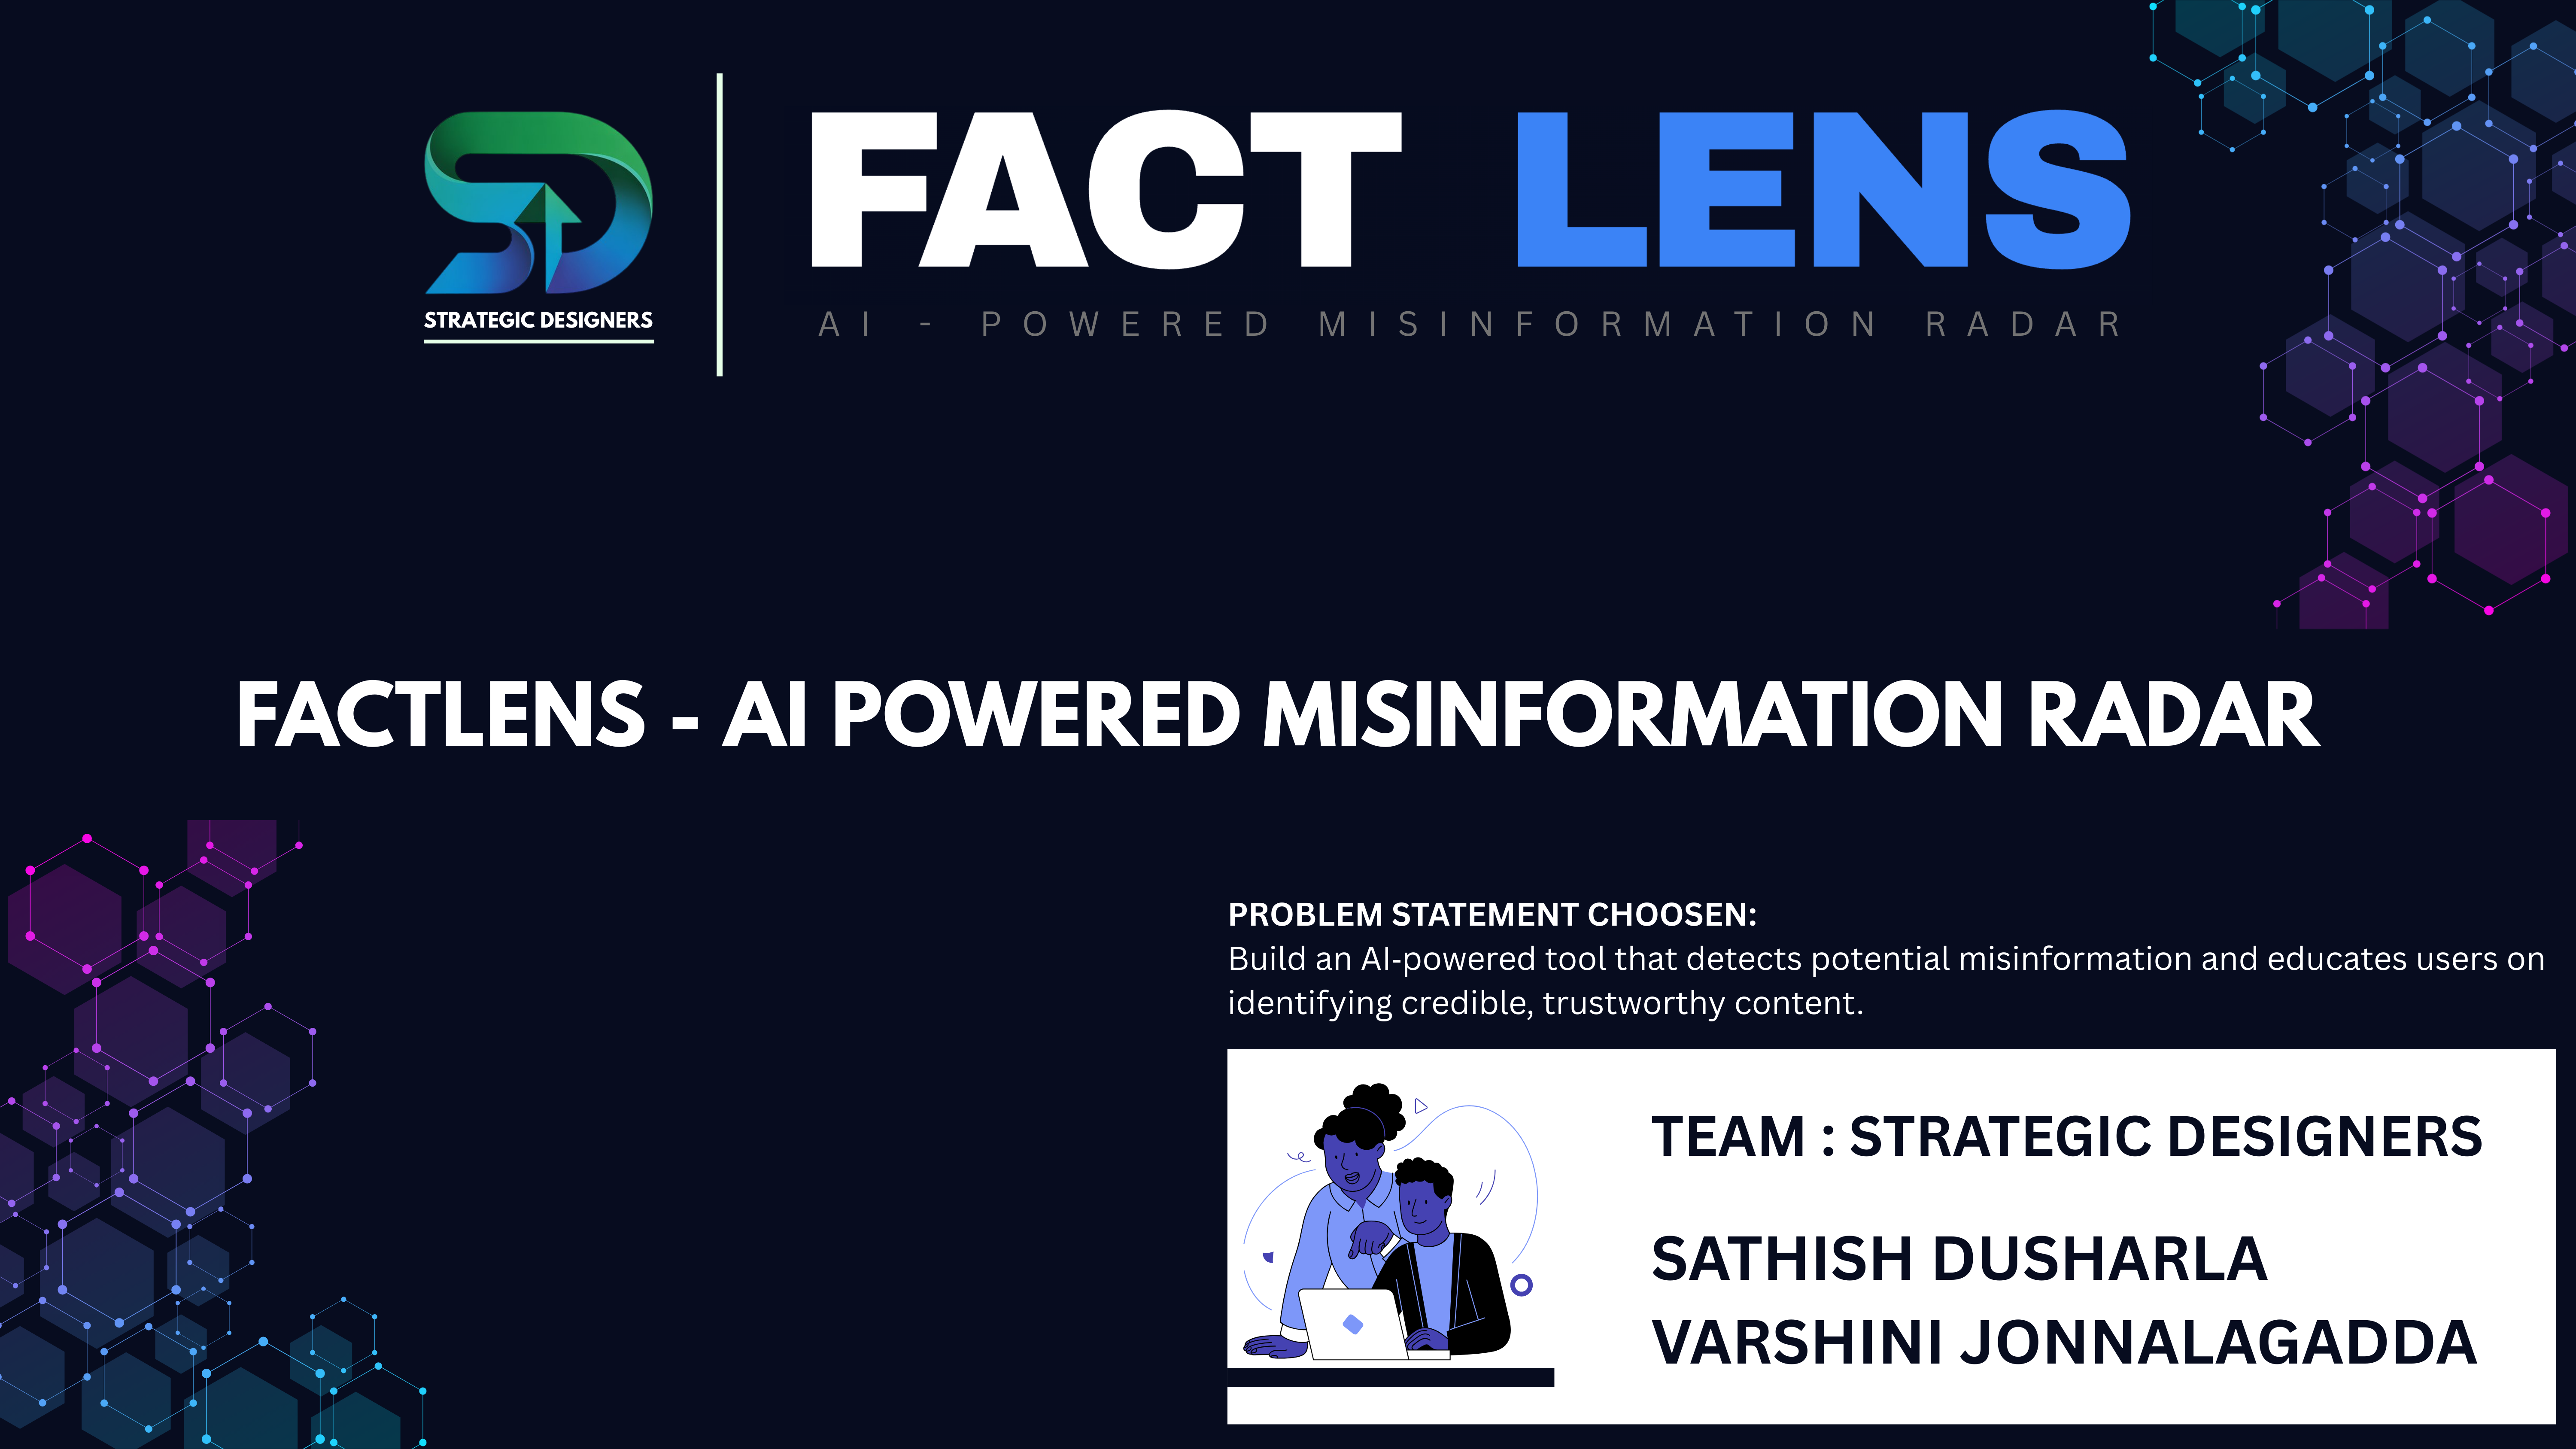 STRATEGIC DESIGNERS
FACT LENS
AI - POWERED MISINFORMATION RADAR
FACTLENS - AI POWERED MISINFORMATION RADAR
PROBLEM STATEMENT CHOOSEN:
Build an AI-powered tool that detects potential misinformation and educates users on
identifying credible, trustworthy content.
TEAM : STRATEGIC DESIGNERS
SATHISH DUSHARLA
VARSHINI JONNALAGADDA